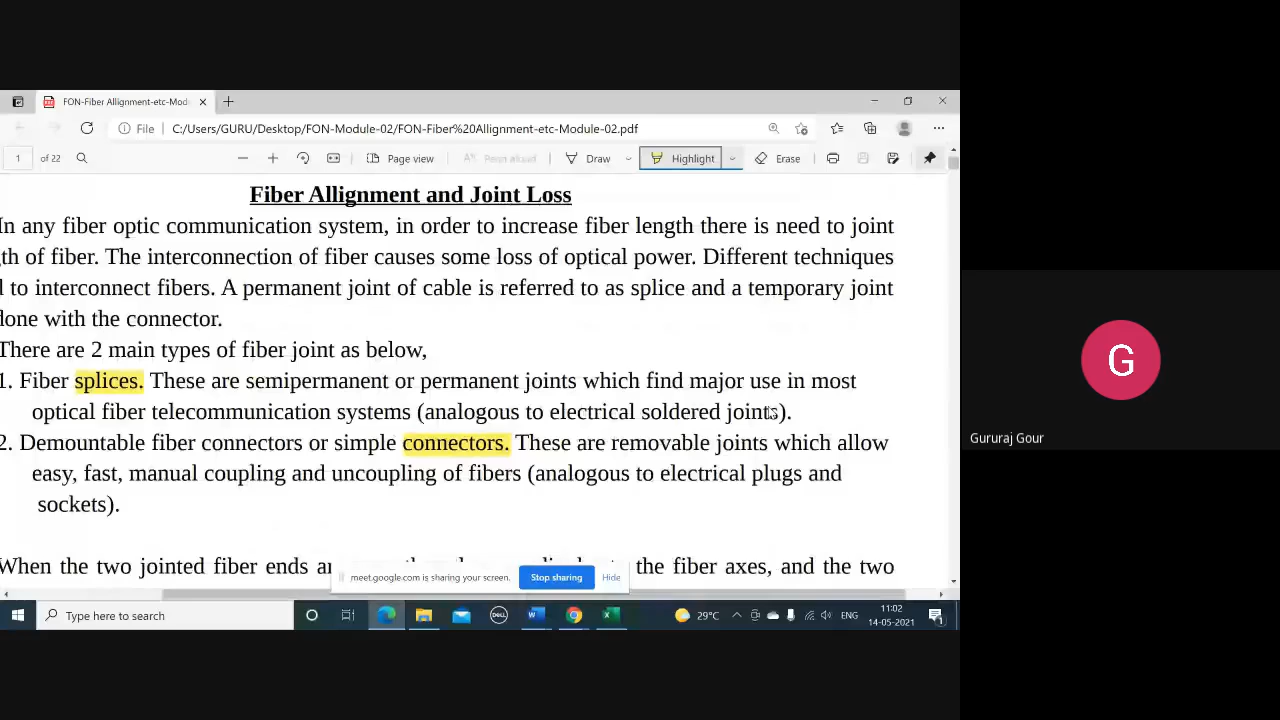 FON-Fiber Allignment-etc-Mod
File
C:/Users/GURU/Desktop/FON-Module-02/FON-Fiber%20Allignment-etc-Module-02.pdf
1 of 22
Page view
Read aloud
Draw
Highlight
Erase
Fiber Allignment and Joint Loss
In any fiber optic communication system, in order to increase fiber length there is need to joint
gth of fiber. The interconnection of fiber causes some loss of optical power. Different techniques
to interconnect fibers. A permanent joint of cable is referred to as splice and a temporary joint
done with the connector.
There are 2 main types of fiber joint as below,
1. Fiber splices. These are semipermanent or permanent joints which find major use in most
optical fiber telecommunication systems (analogous to electrical soldered joints).
2. Demountable fiber connectors or simple connectors. These are removable joints which allow
easy, fast, manual coupling and uncoupling of fibers (analogous to electrical plugs and
sockets).
When the two jointed fiber ends the fiber axes, and the two
meet.google.com is sharing your screen.
Stop sharing
Hide
Type here to search
DELL
29°C
ENG
11:02
14-05-2021
G
Gururaj Gour